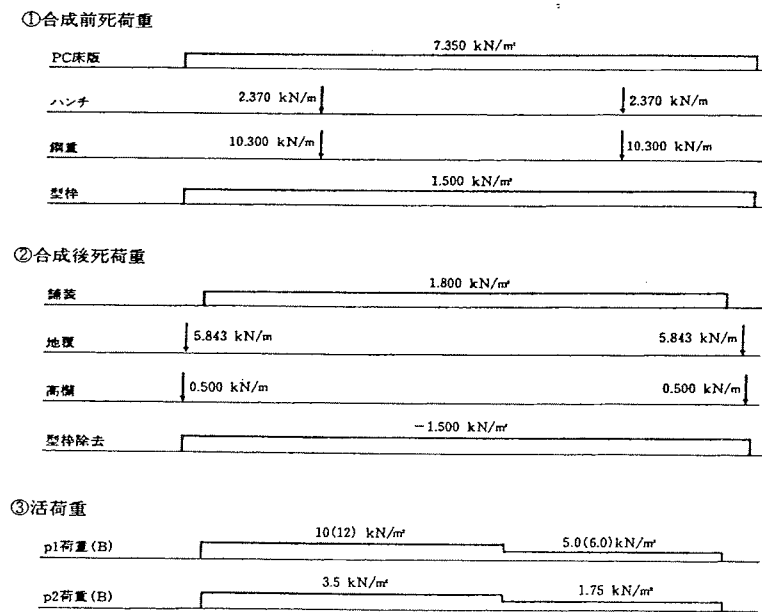 ①合成前死荷重
7.350 kN/㎡
PC床版
ハンチ
2.370 kN/m
2.370 kN/m
鋼重
10.300 kN/m
10.300 kN/m
1.500 kN/㎡
型枠
②合成後死荷重
1.800 kN/㎡
舗装
地覆
5.843 kN/m
5.843 kN/m
高欄
0.500 kN/m
0.500 kN/m
-1.500 kN/㎡
型枠除去
③活荷重
10(12) kN/㎡
5.0(6.0)kN/㎡
p1荷重(B)
3.5 kN/㎡
1.75 kN/㎡
p2荷重(B)